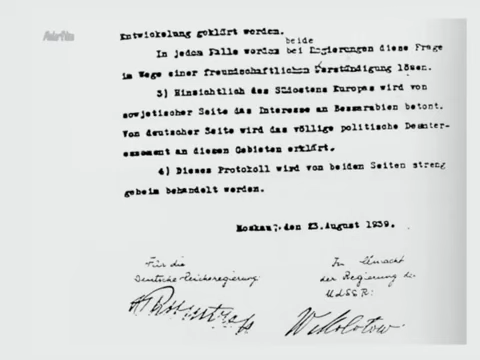 Entwickelung geklärt werden.
beide
In jedem Falle werden bei Regierungen diese Frage
im Wege einer freundschaftlichen Verständigung lösen.
3) Hinsichtlich des Südostens Europas wird von
sowjetischer Seite das Interesse an Bessarabien betont.
Von deutscher Seite wird das völlige politische Desinter-
essement an diesen Gebieten erklärt.
4) Dieses Protokoll wird von beiden Seiten streng
geheim behandelt werden.
Moskau, den 23. August 1939.
Für die
Deutsche Reichsregierung
In Vollmacht
der Regierung der
UdSSR:
W. Molotow